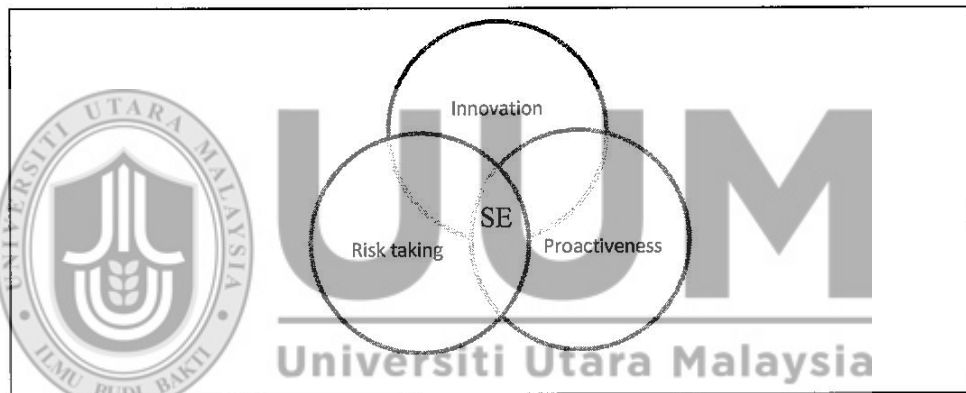 Innovation
SE
Risk taking
Proactiveness
UUM
Universiti Utara Malaysia
UNIVERSITI UTARA MALAYSIA
ILMU BUDI BAKTI